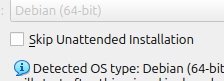 Debian (64-bit)
Skip Unattended Installation
Detected OS type: Debian (64-bit